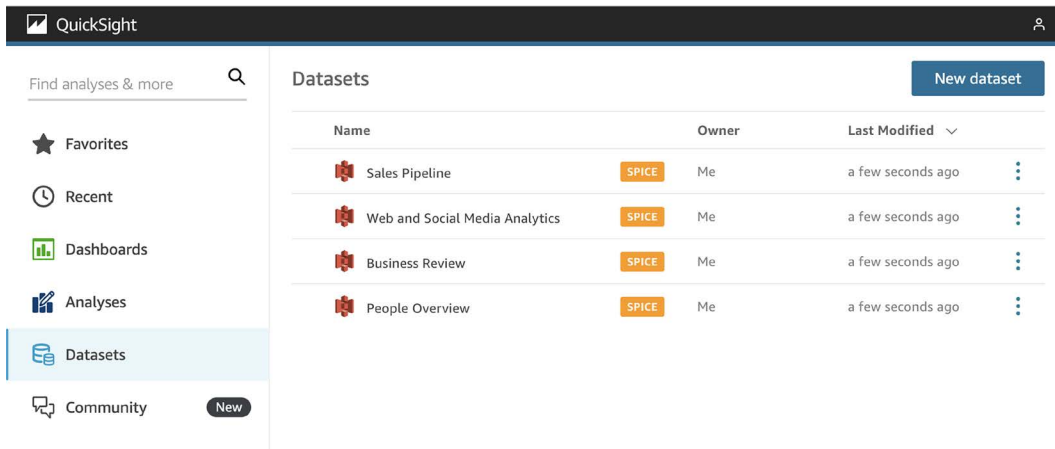 QuickSight
Find analyses & more
Favorites
Recent
Dashboards
Analyses
Datasets
Community New
Datasets New dataset
Name Owner Last Modified
Sales Pipeline SPICE Me a few seconds ago
Web and Social Media Analytics SPICE Me a few seconds ago
Business Review SPICE Me a few seconds ago
People Overview SPICE Me a few seconds ago